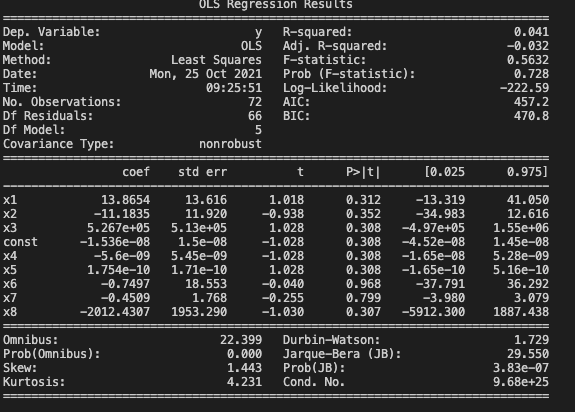 OLS Regression Results
Dep. Variable: y R-squared: 0.041
Model: OLS Adj. R-squared: -0.032
Method: Least Squares F-statistic: 0.5632
Date: Mon, 25 Oct 2021 Prob (F-statistic): 0.728
Time: 09:25:51 Log-Likelihood: -222.59
No. Observations: 72 AIC: 457.2
Df Residuals: 66 BIC: 470.8
Df Model: 5
Covariance Type: nonrobust
coef std err t P>|t| [0.025 0.975]
x1 13.8654 13.616 1.018 0.312 -13.319 41.050
x2 -11.1835 11.920 -0.938 0.352 -34.983 12.616
x3 5.267e+05 5.13e+05 1.028 0.308 -4.97e+05 1.55e+06
const -1.536e-08 1.5e-08 -1.028 0.308 -4.52e-08 1.45e-08
x4 -5.6e-09 5.45e-09 -1.028 0.308 -1.65e-08 5.28e-09
x5 1.754e-10 1.71e-10 1.028 0.308 -1.65e-10 5.16e-10
x6 -0.7497 18.553 -0.040 0.968 -37.791 36.292
x7 -0.4509 1.768 -0.255 0.799 -3.980 3.079
x8 -2012.4307 1953.290 -1.030 0.307 -5912.300 1887.438
Omnibus: 22.399 Durbin-Watson: 1.729
Prob(Omnibus): 0.000 Jarque-Bera (JB): 29.550
Skew: 1.443 Prob(JB): 3.83e-07
Kurtosis: 4.231 Cond. No. 9.68e+25